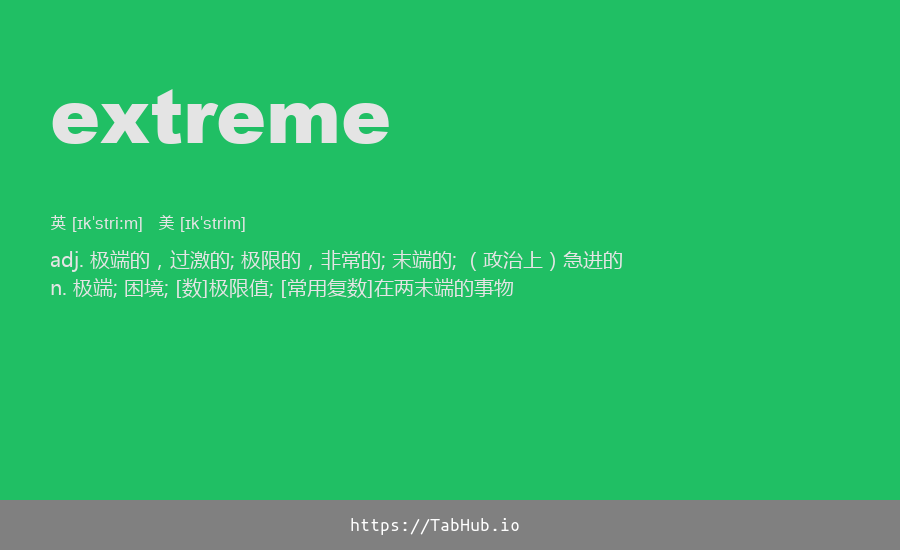 extreme
英 [ɪkˈstriːm] 美 [ɪkˈstrim]
adj. 极端的，过激的; 极限的，非常的; 末端的; （政治上）急进的
n. 极端; 困境; [数]极限值; [常用复数]在两末端的事物
https://TabHub.io